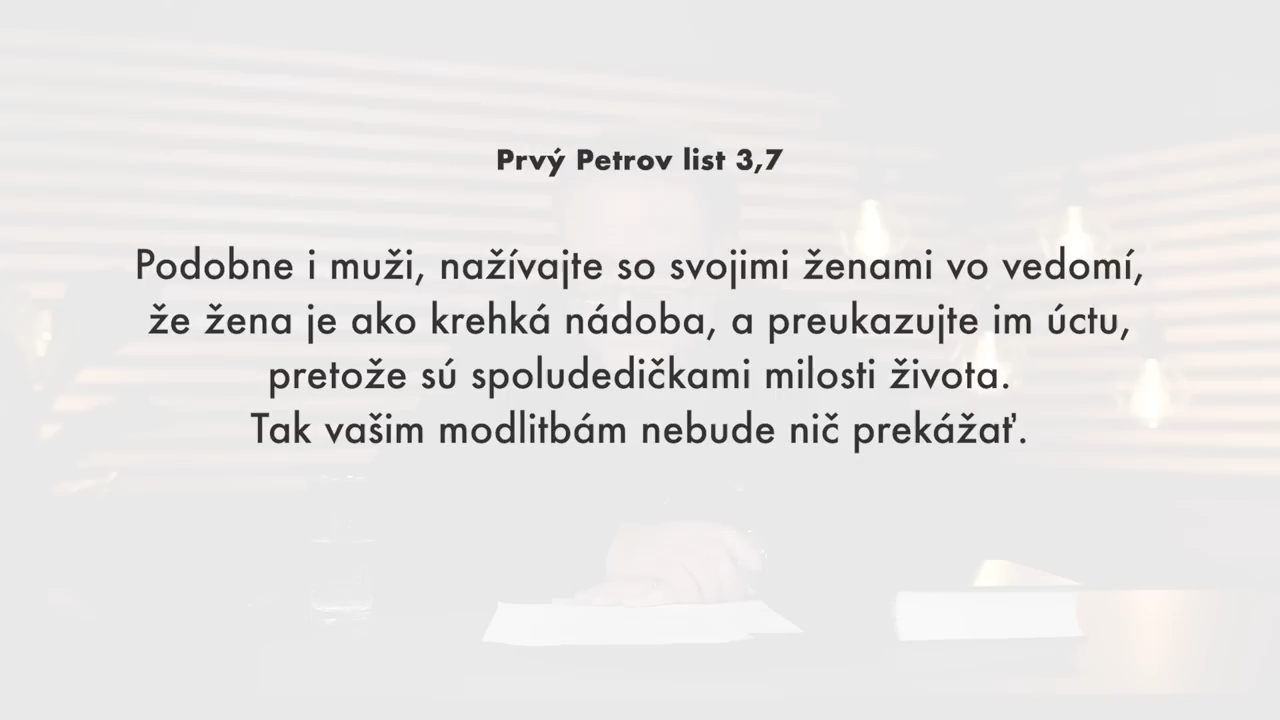 Prvý Petrov list 3,7
Podobne i muži, nažívajte so svojimi ženami vo vedomí,
že žena je ako krehká nádoba, a preukazujte im úctu,
pretože sú spoludedičkami milosti života.
Tak vašim modlitbám nebude nič prekážať.